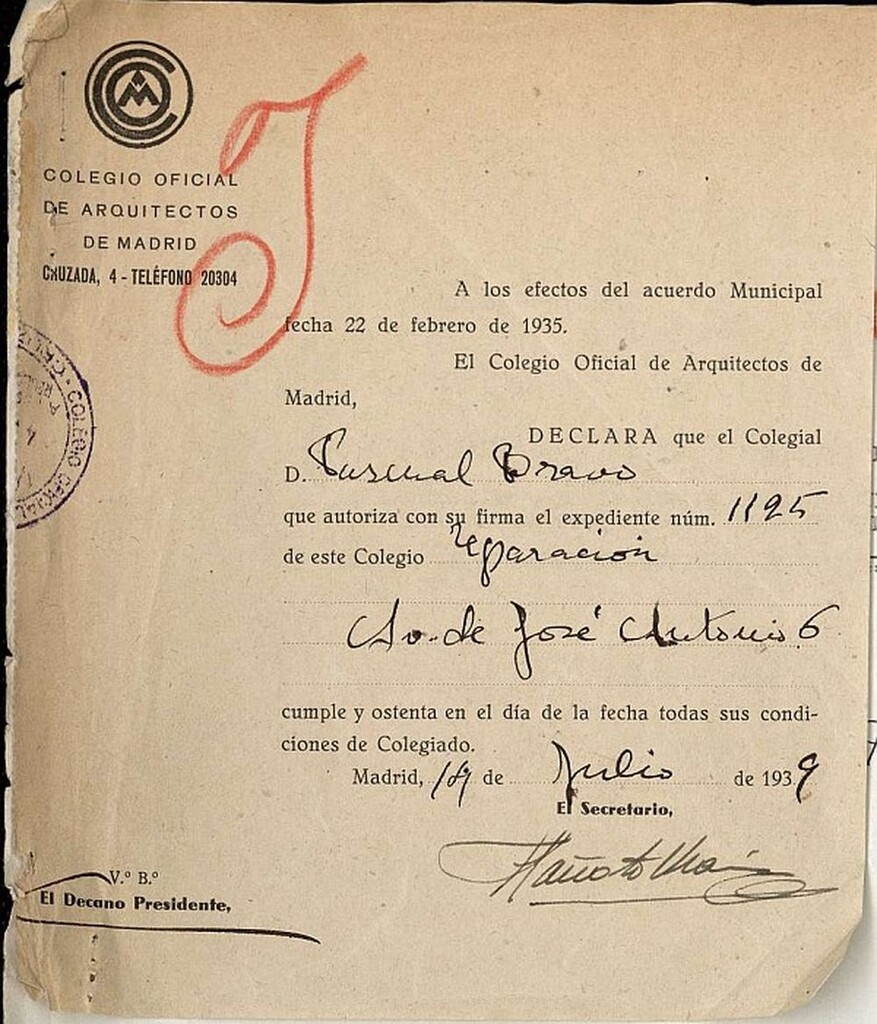 COLEGIO OFICIAL
DE ARQUITECTOS
DE MADRID
CRUZADA, 4 - TELÉFONO 20304
A los efectos del acuerdo Municipal
fecha 22 de febrero de 1935.
El Colegio Oficial de Arquitectos de
Madrid,
DECLARA que el Colegial
D. Pascual Bravo
que autoriza con su firma el expediente núm. 1195
de este Colegio reparación
Av. de José Antonio 6
cumple y ostenta en el día de la fecha todas sus condi-
ciones de Colegiado.
Madrid, de Julio de 1939
El Secretario,
V.º B.º
El Decano Presidente,
COLEGIO OFICIAL